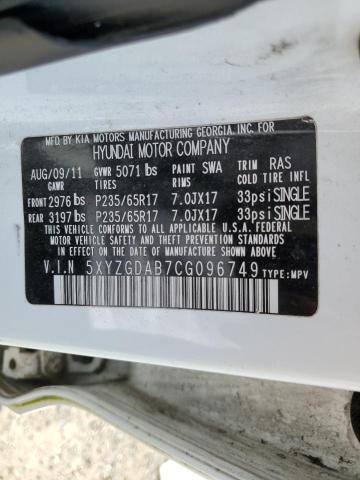 MFD. BY KIA MOTORS MANUFACTURING GEORGIA, INC. FOR
HYUNDAI MOTOR COMPANY
AUG/09/11 GVWR 5071 lbs PAINT SWA TRIM RAS
GAWR TIRES RIMS COLD TIRE INFL
FRONT 2976 lbs P235/65R17 7.0JX17 33psi SINGLE
REAR 3197 lbs P235/65R17 7.0JX17 33psi SINGLE
THIS VEHICLE CONFORMS TO ALL APPLICABLE FEDERAL
MOTOR VEHICLE SAFETY STANDARDS IN EFFECT ON THE
DATE OF MANUFACTURE SHOWN ABOVE.
V.I.N 5XYZGDAB7CG096749 TYPE: MPV